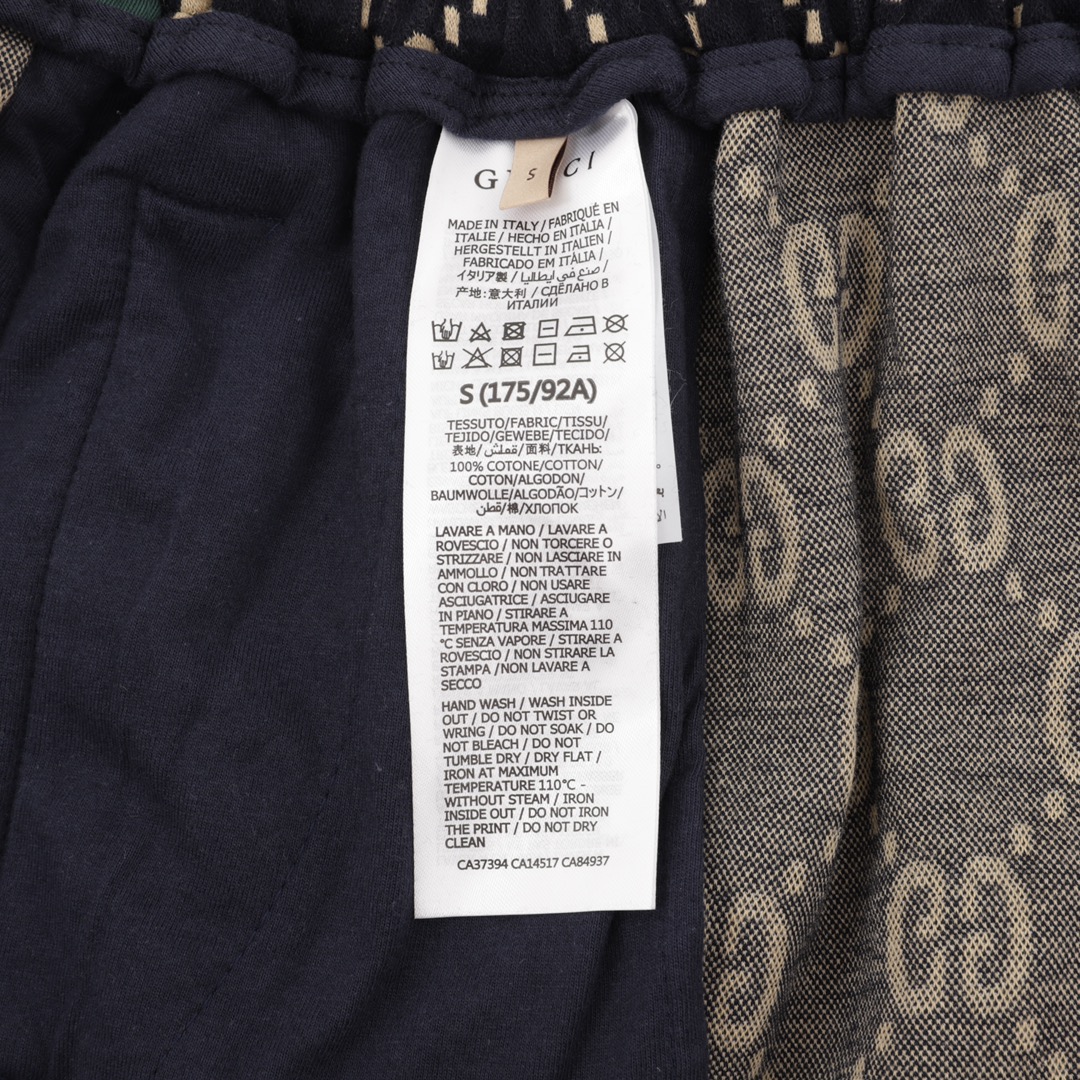 GUCCI
S
MADE IN ITALY / FABRIQUÉ EN
ITALIE / HECHO EN ITALIA /
HERGESTELLT IN ITALIEN /
FABRICADO EM ITÁLIA /
イタリア製 / صنع في ايطاليا /
产地: 意大利 / СДЕЛАНО В
ИТАЛИИ
S (175/92A)
TESSUTO/FABRIC/TISSU/
TEJIDO/GEWEBE/TECIDO/
表地/قماش/面料/ТКАНЬ:
100% COTONE/COTTON/
COTON/ALGODON/
BAUMWOLLE/ALGODÃO/コットン/
قطن/棉/ХЛОПОК
LAVARE A MANO / LAVARE A
ROVESCIO / NON TORCERE O
STRIZZARE / NON LASCIARE IN
AMMOLLO / NON TRATTARE
CON CLORO / NON USARE
ASCIUGATRICE / ASCIUGARE
IN PIANO / STIRARE A
TEMPERATURA MASSIMA 110
°C SENZA VAPORE / STIRARE A
ROVESCIO / NON STIRARE LA
STAMPA /NON LAVARE A
SECCO
HAND WASH / WASH INSIDE
OUT / DO NOT TWIST OR
WRING / DO NOT SOAK / DO
NOT BLEACH / DO NOT
TUMBLE DRY / DRY FLAT /
IRON AT MAXIMUM
TEMPERATURE 110°C -
WITHOUT STEAM / IRON
INSIDE OUT / DO NOT IRON
THE PRINT / DO NOT DRY
CLEAN
CA37394 CA14517 CA84937